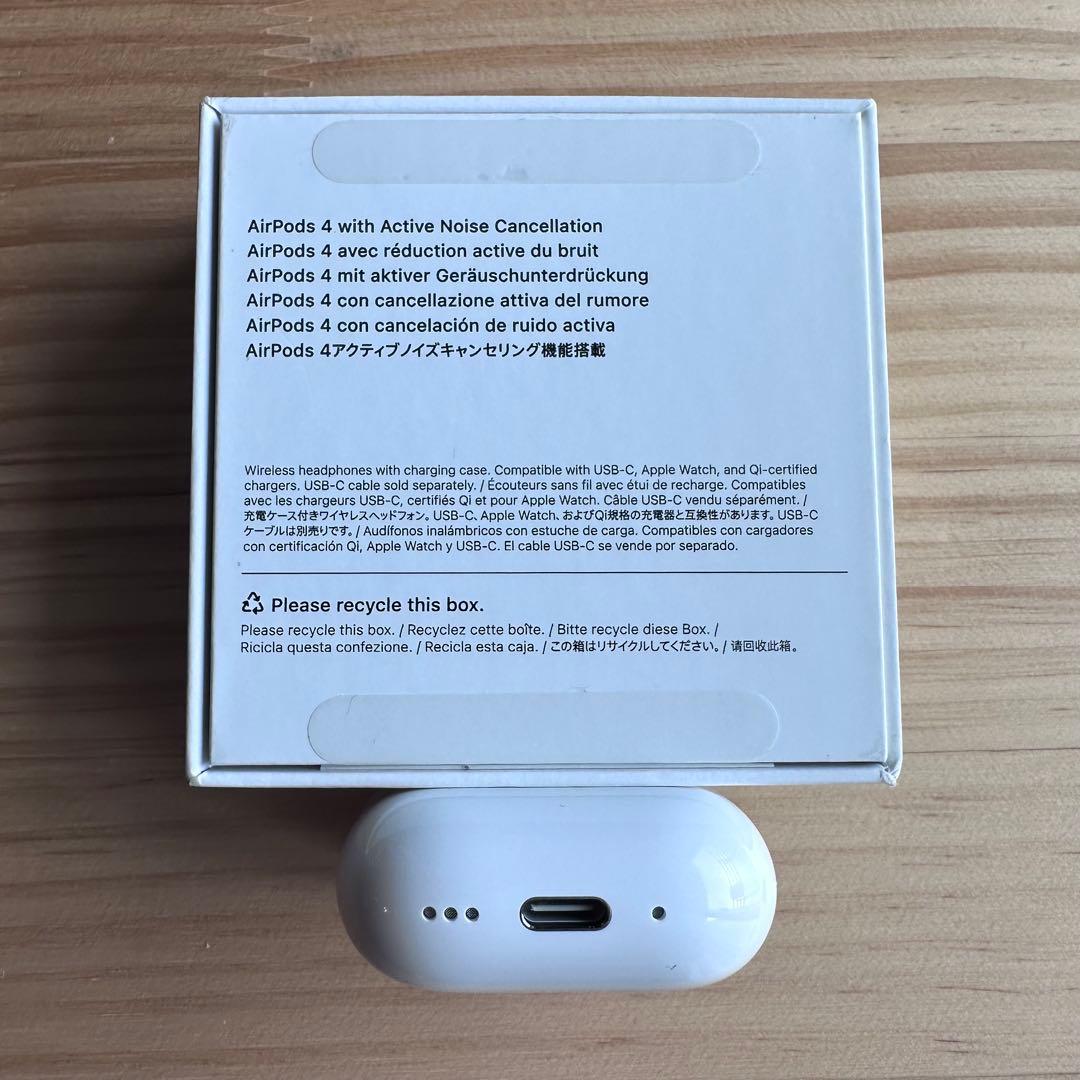 AirPods 4 with Active Noise Cancellation
AirPods 4 avec réduction active du bruit
AirPods 4 mit aktiver Geräuschunterdrückung
AirPods 4 con cancellazione attiva del rumore
AirPods 4 con cancelación de ruido activa
AirPods 4アクティブノイズキャンセリング機能搭載
Wireless headphones with charging case. Compatible with USB-C, Apple Watch, and Qi-certified
chargers. USB-C cable sold separately. / Écouteurs sans fil avec étui de recharge. Compatibles
avec les chargeurs USB-C, certifiés Qi et pour Apple Watch. Câble USB-C vendu séparément. /
充電ケース付きワイヤレスヘッドフォン。USB-C、Apple Watch、およびQi規格の充電器と互換性があります。USB-C
ケーブルは別売りです。/ Audífonos inalámbricos con estuche de carga. Compatibles con cargadores
con certificación Qi, Apple Watch y USB-C. El cable USB-C se vende por separado.
Please recycle this box.
Please recycle this box. / Recyclez cette boîte. / Bitte recycle diese Box. /
Ricicla questa confezione. / Recicla esta caja. / この箱はリサイクルしてください。/ 请回收此箱。